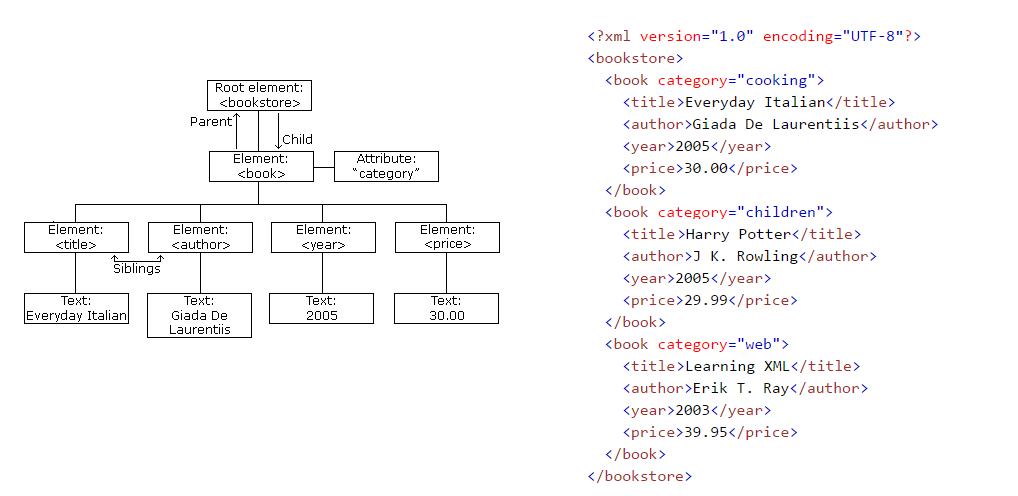 Root element:
<bookstore>
Parent
Child
Element:
<book>
Attribute:
“category”
Element:
<title>
Element:
<author>
Element:
<year>
Element:
<price>
Siblings
Text:
Everyday Italian
Text:
Giada De
Laurentiis
Text:
2005
Text:
30.00
<?xml version="1.0" encoding="UTF-8"?>
<bookstore>
  <book category="cooking">
    <title>Everyday Italian</title>
    <author>Giada De Laurentiis</author>
    <year>2005</year>
    <price>30.00</price>
  </book>
  <book category="children">
    <title>Harry Potter</title>
    <author>J K. Rowling</author>
    <year>2005</year>
    <price>29.99</price>
  </book>
  <book category="web">
    <title>Learning XML</title>
    <author>Erik T. Ray</author>
    <year>2003</year>
    <price>39.95</price>
  </book>
</bookstore>